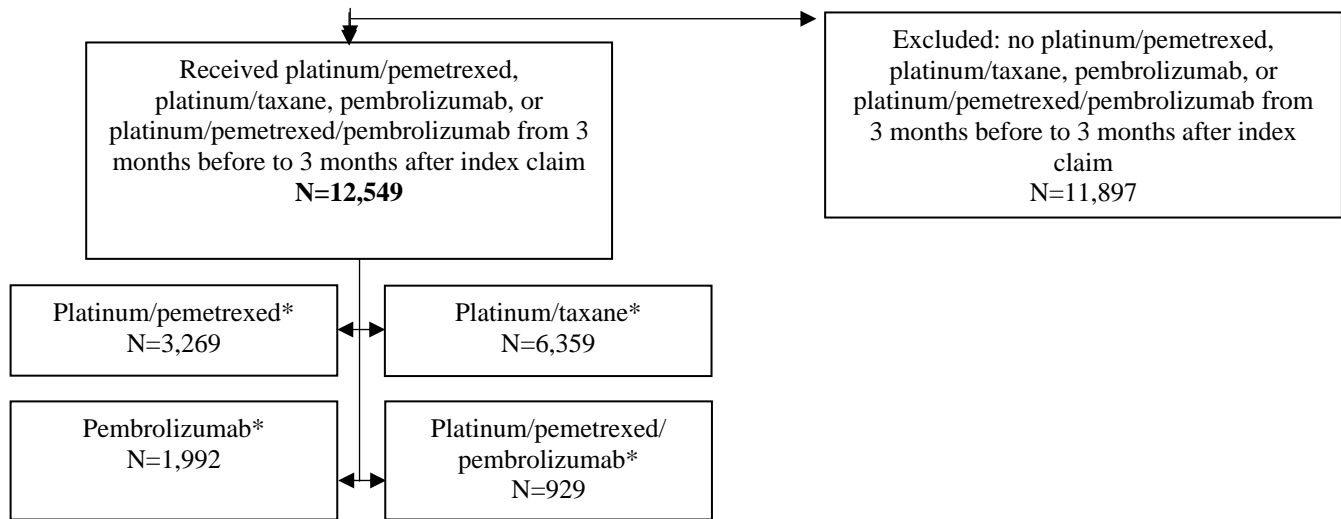 Received platinum/pemetrexed,
platinum/taxane, pembrolizumab, or
platinum/pemetrexed/pembrolizumab from 3
months before to 3 months after index claim
N=12,549
Excluded: no platinum/pemetrexed,
platinum/taxane, pembrolizumab, or
platinum/pemetrexed/pembrolizumab from
3 months before to 3 months after index
claim
N=11,897
Platinum/pemetrexed*
N=3,269
Platinum/taxane*
N=6,359
Pembrolizumab*
N=1,992
Platinum/pemetrexed/
pembrolizumab*
N=929